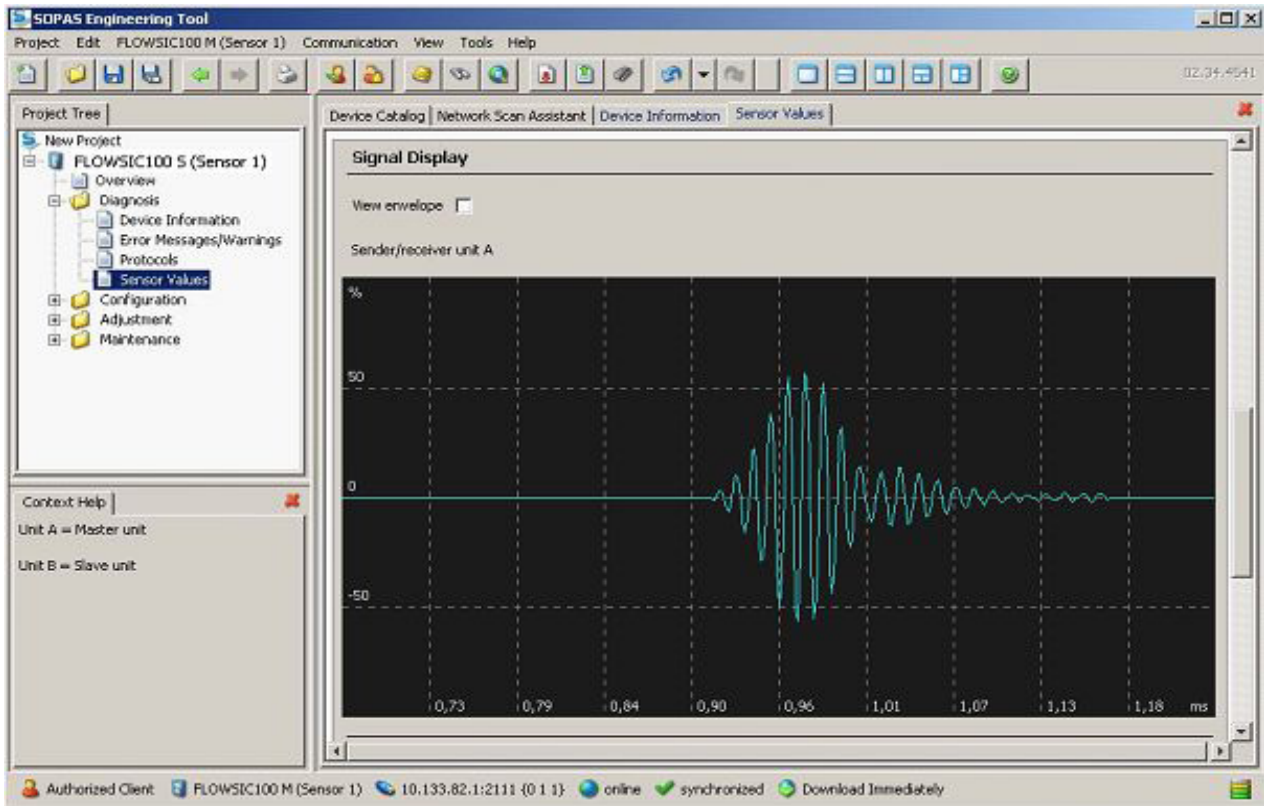 SOPAS Engineering Tool
Project Edit FLOWSIC100 M (Sensor 1) Communication View Tools Help
02.34.4541
Project Tree
Device Catalog Network Scan Assistant Device Information Sensor Values
New Project
FLOWSIC100 S (Sensor 1)
Overview
Diagnosis
Device Information
Error Messages/Warnings
Protocols
Sensor Values
Configuration
Adjustment
Maintenance
Signal Display
View envelope
Sender/receiver unit A
%
50
0
-50
0,73 0,79 0,84 0,90 0,96 1,01 1,07 1,13 1,18 ms
Context Help
Unit A = Master unit
Unit B = Slave unit
Authorized Client FLOWSIC100 M (Sensor 1) 10.133.82.1:2111 {0 1 1} online synchronized Download Immediately